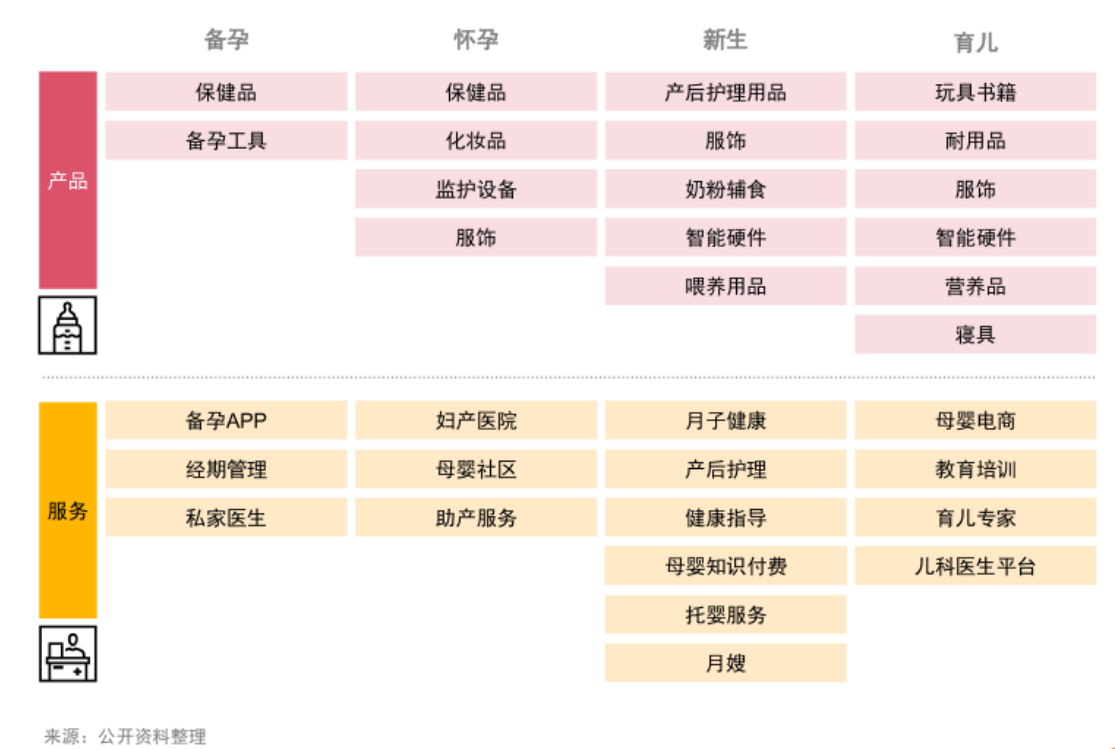 备孕 怀孕 新生 育儿
保健品 保健品 产后护理用品 玩具书籍
备孕工具 化妆品 服饰 耐用品
产品 监护设备 奶粉辅食 服饰
服饰 智能硬件 智能硬件
喂养用品 营养品
寝具
备孕APP 妇产医院 月子健康 母婴电商
经期管理 母婴社区 产后护理 教育培训
服务 私家医生 助产服务 健康指导 育儿专家
母婴知识付费 儿科医生平台
托婴服务
月嫂
来源：公开资料整理